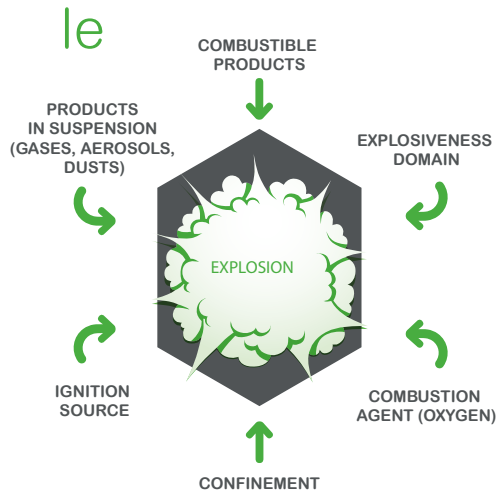 le
COMBUSTIBLE
PRODUCTS
PRODUCTS
IN SUSPENSION
(GASES, AEROSOLS,
DUSTS)
EXPLOSIVENESS
DOMAIN
EXPLOSION
IGNITION
SOURCE
COMBUSTION
AGENT (OXYGEN)
CONFINEMENT